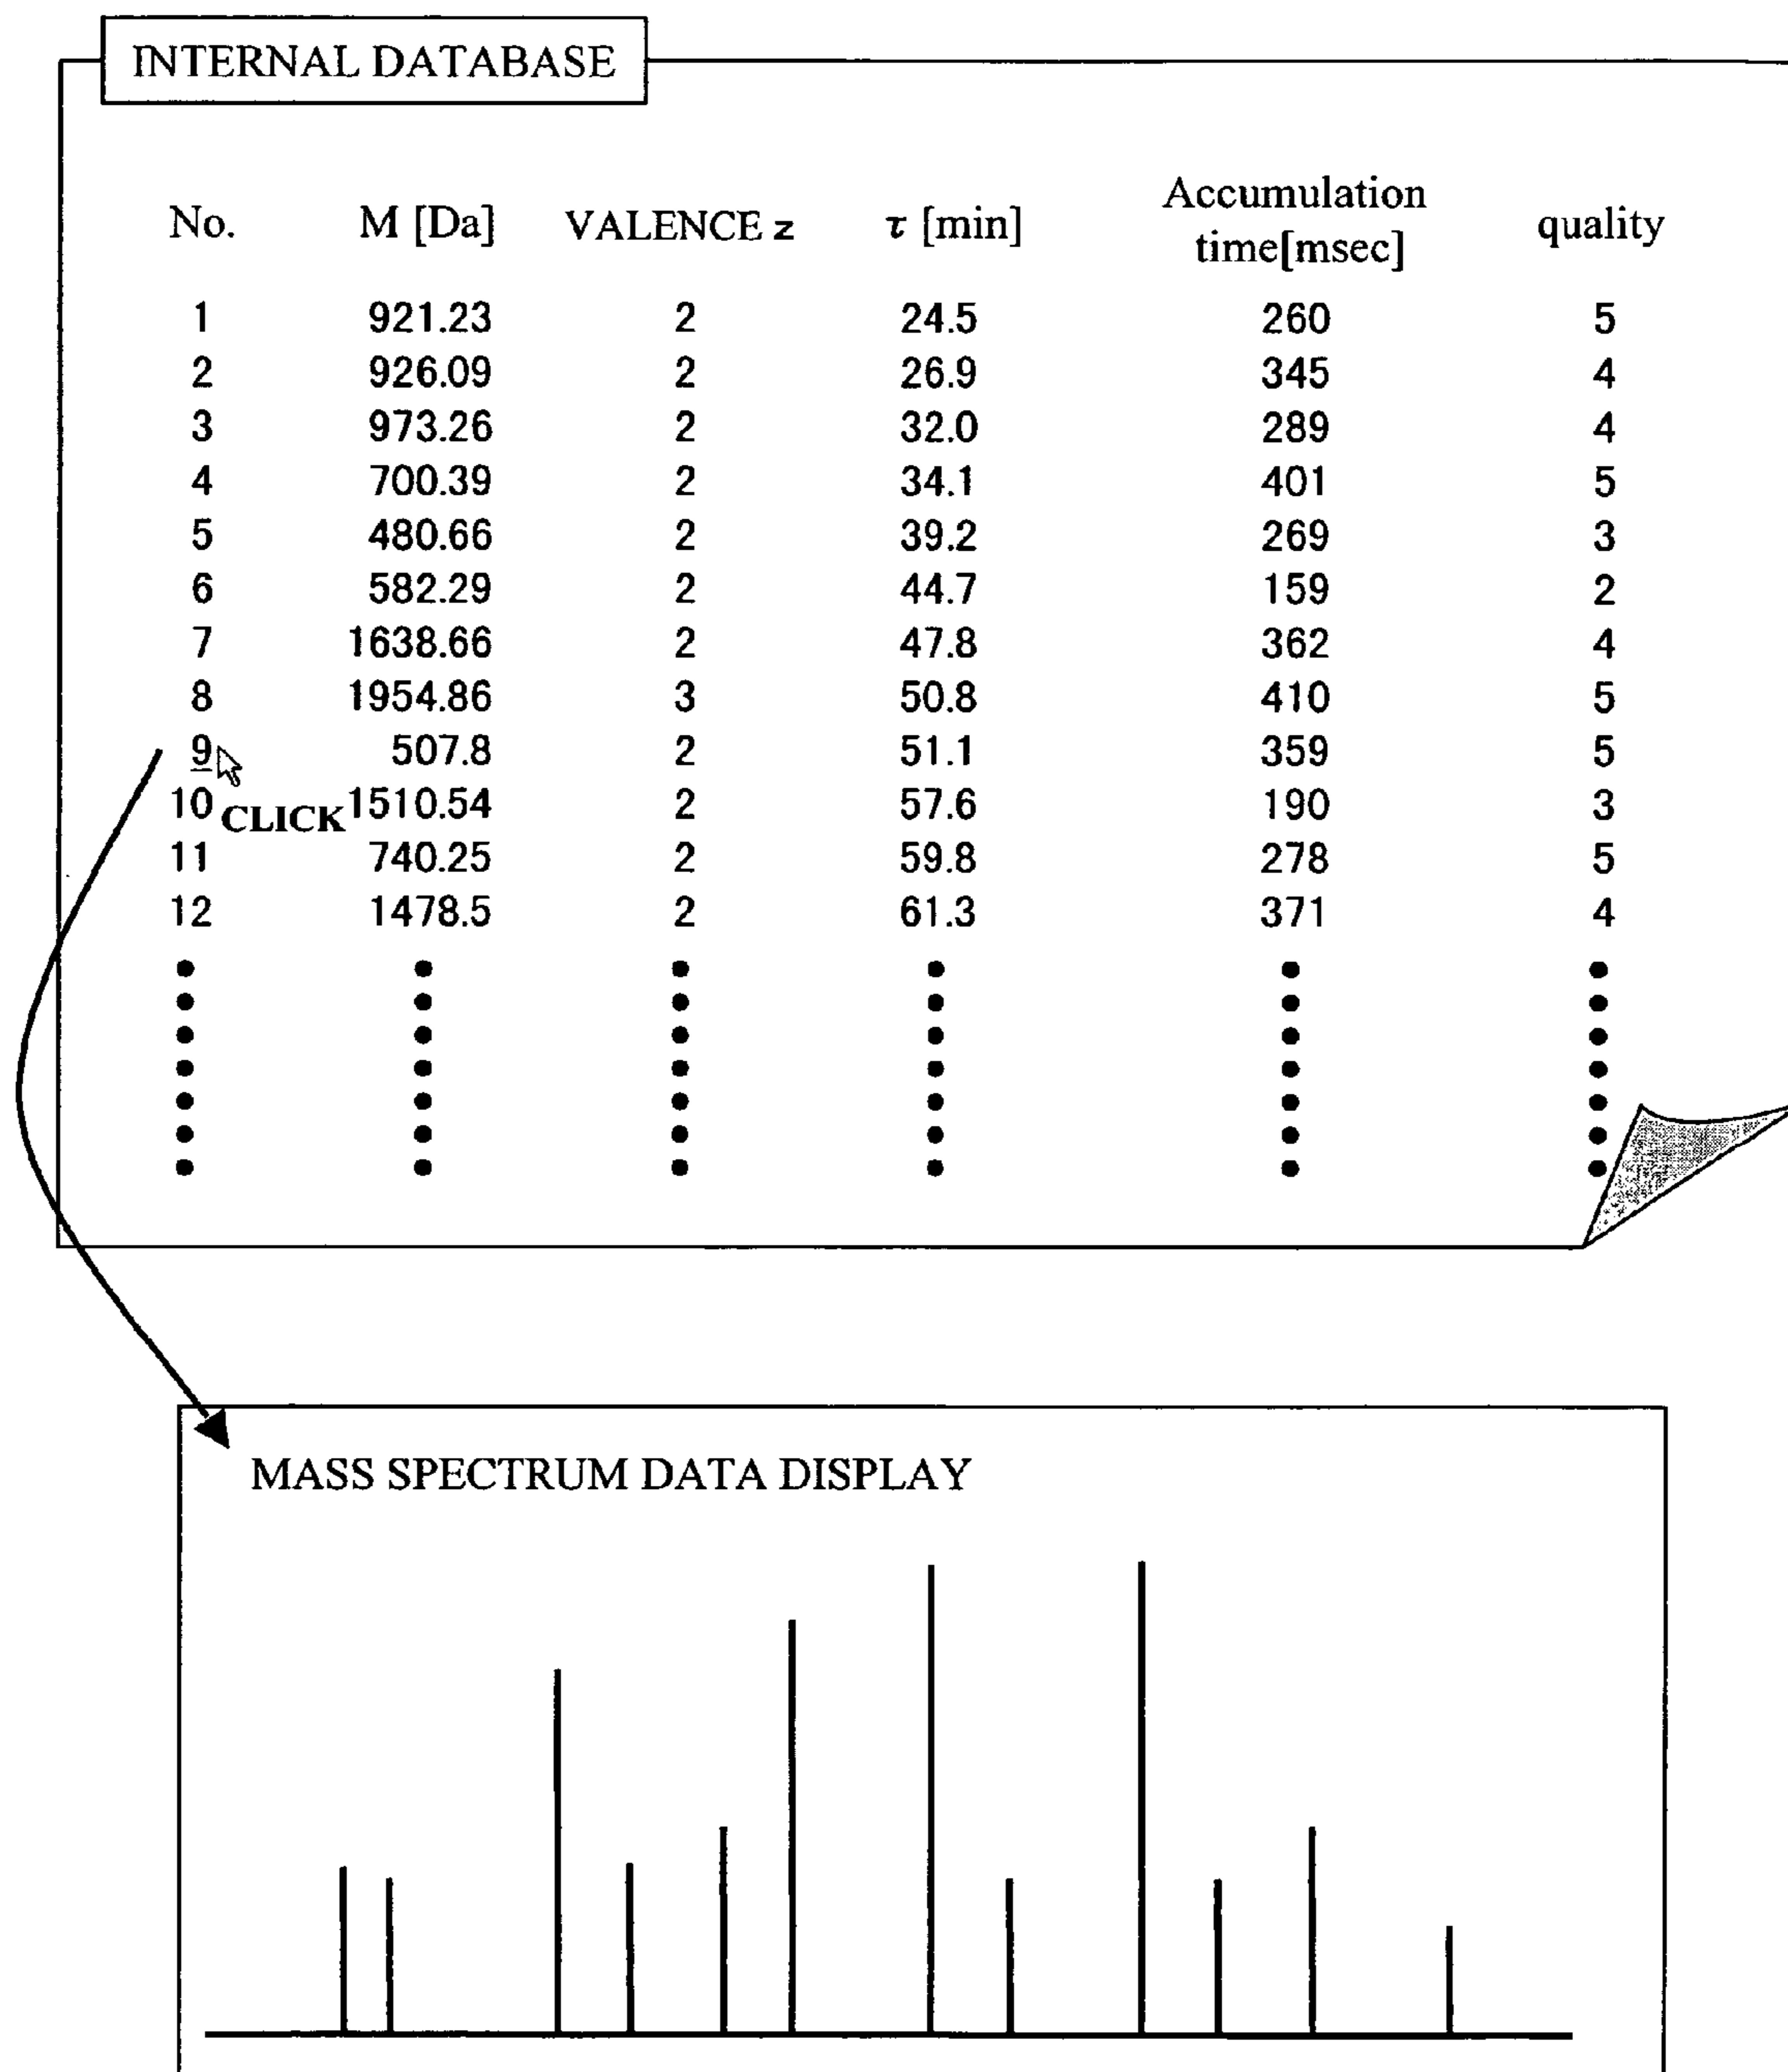 INTERNAL DATABASE
No. M [Da] VALENCE z τ [min] Accumulation time[msec] quality
1 921.23 2 24.5 260 5
2 926.09 2 26.9 345 4
3 973.26 2 32.0 289 4
4 700.39 2 34.1 401 5
5 480.66 2 39.2 269 3
6 582.29 2 44.7 159 2
7 1638.66 2 47.8 362 4
8 1954.86 3 50.8 410 5
9 507.8 2 51.1 359 5
10 1510.54 2 57.6 190 3
CLICK
11 740.25 2 59.8 278 5
12 1478.5 2 61.3 371 4
MASS SPECTRUM DATA DISPLAY